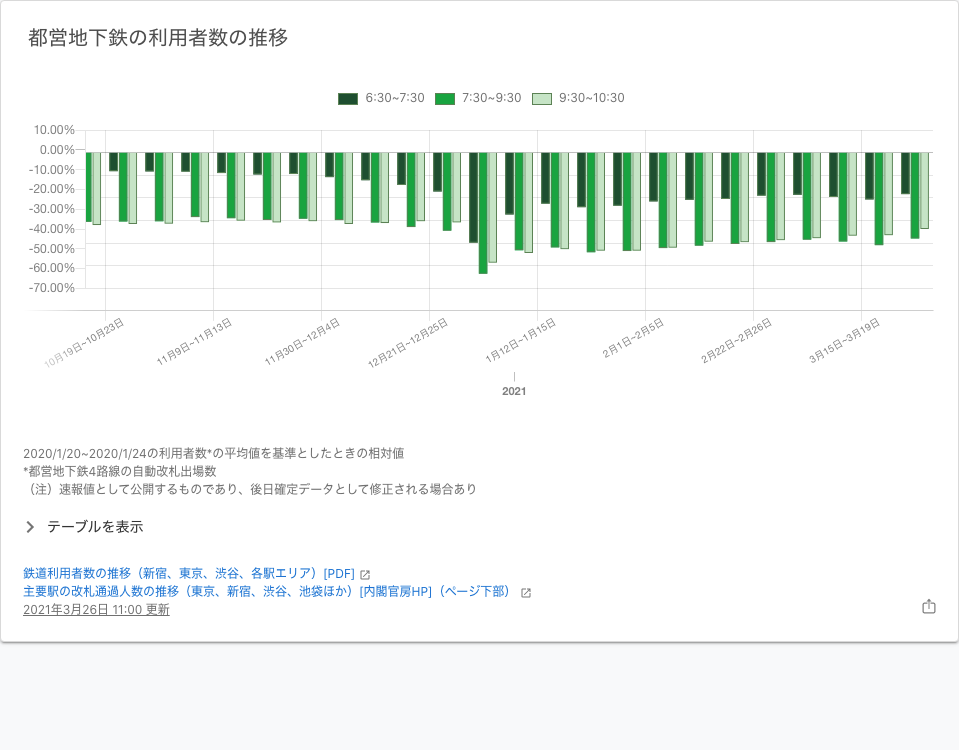 都営地下鉄の利用者数の推移
6:30~7:30 7:30~9:30 9:30~10:30
10.00%
0.00%
-10.00%
-20.00%
-30.00%
-40.00%
-50.00%
-60.00%
-70.00%
10月19日~10月23日 11月9日~11月13日 11月30日~12月4日 12月21日~12月25日 1月12日~1月15日 2月1日~2月5日 2月22日~2月26日 3月15日~3月19日
2021
2020/1/20~2020/1/24の利用者数*の平均値を基準としたときの相対値
*都営地下鉄4路線の自動改札出場数
（注）速報値として公開するものであり、後日確定データとして修正される場合あり
テーブルを表示
鉄道利用者数の推移（新宿、東京、渋谷、各駅エリア）[PDF]
主要駅の改札通過人数の推移（東京、新宿、渋谷、池袋ほか）[内閣官房HP]（ページ下部）
2021年3月26日 11:00 更新